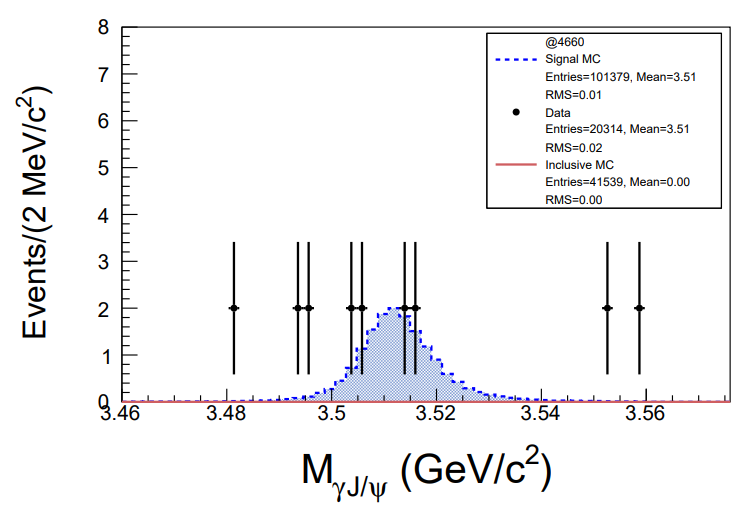 @4660
Signal MC
Entries=101379, Mean=3.51
RMS=0.01
Data
Entries=20314, Mean=3.51
RMS=0.02
Inclusive MC
Entries=41539, Mean=0.00
RMS=0.00
Events/(2 MeV/c²)
8
7
6
5
4
3
2
1
0
3.46 3.48 3.5 3.52 3.54 3.56
MγJ/ψ (GeV/c²)